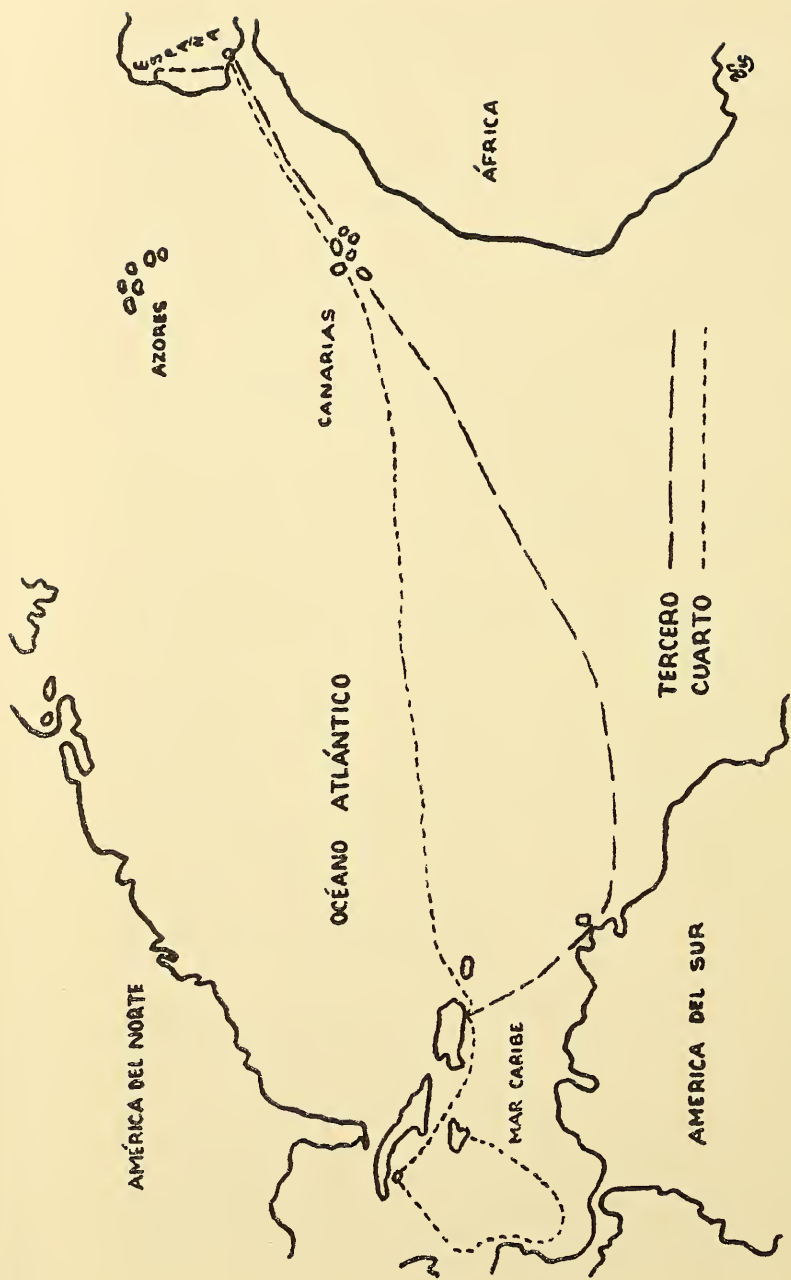 ESPAÑA
AZORES
CANARIAS
ÁFRICA
OCÉANO ATLÁNTICO
AMÉRICA DEL NORTE
MAR CARIBE
AMERICA DEL SUR
TERCERO
CUARTO